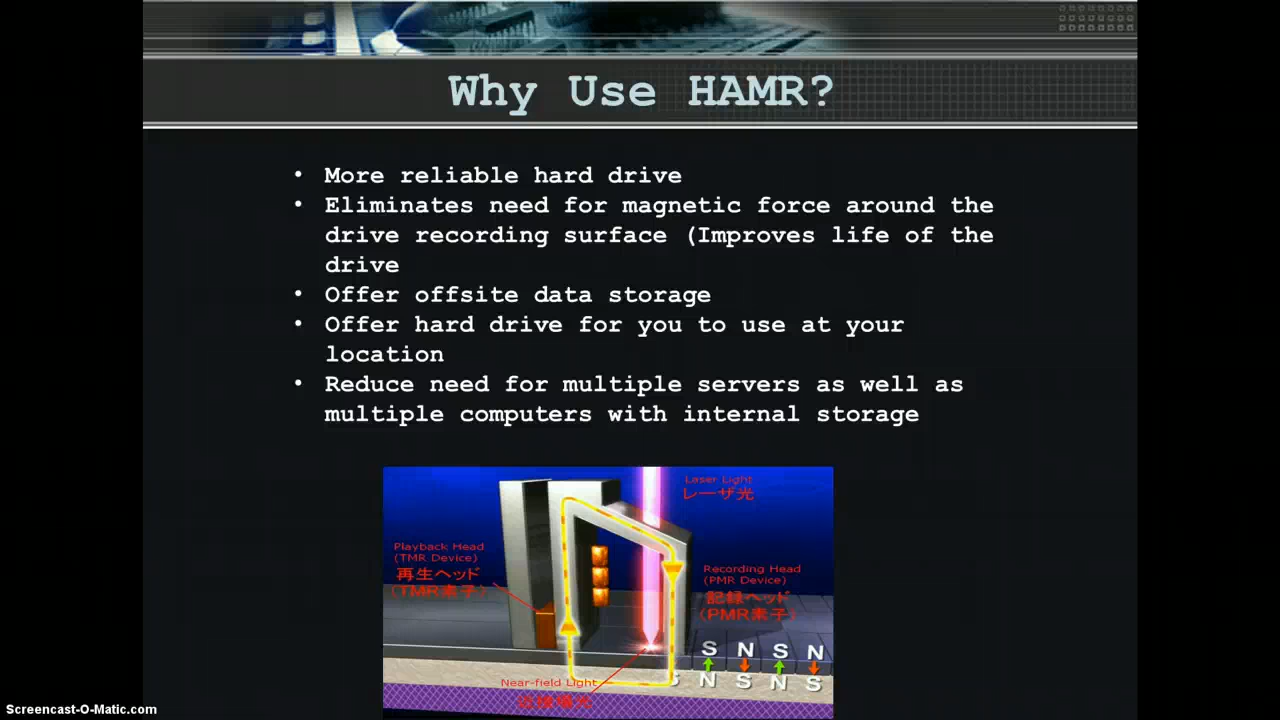 Why Use HAMR?
• More reliable hard drive
• Eliminates need for magnetic force around the
drive recording surface (Improves life of the
drive
• Offer offsite data storage
• Offer hard drive for you to use at your
location
• Reduce need for multiple servers as well as
multiple computers with internal storage
Laser Light
レーザ光
Playback Head
(TMR Device)
再生ヘッド
(TMR素子)
Recording Head
(PMR Device)
記録ヘッド
(PMR素子)
S N S N
S N S N S
Near-field Light
Screencast-O-Matic.com